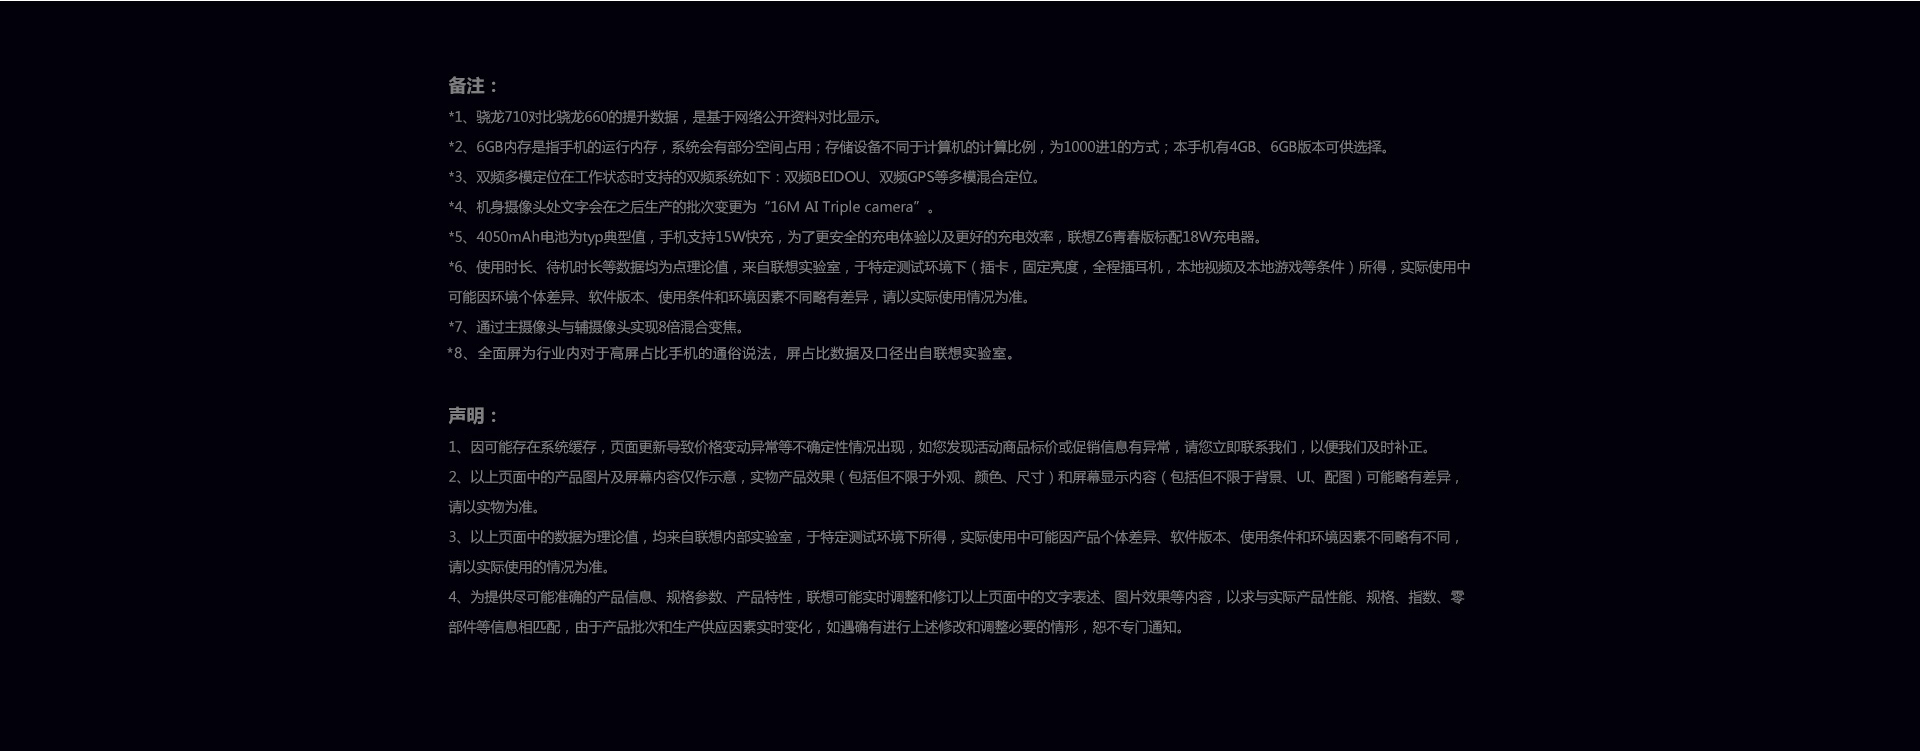 备注：
*1、骁龙710对比骁龙660的提升数据，是基于网络公开资料对比显示。
*2、6GB内存是指手机的运行内存，系统会有部分空间占用；存储设备不同于计算机的计算比例，为1000进1的方式；本手机有4GB、6GB版本可供选择。
*3、双频多模定位在工作状态时支持的双频系统如下：双频BEIDOU、双频GPS等多模混合定位。
*4、机身摄像头处文字会在之后生产的批次变更为“16M AI Triple camera”。
*5、4050mAh电池为typ典型值，手机支持15W快充，为了更安全的充电体验以及更好的充电效率，联想Z6青春版标配18W充电器。
*6、使用时长、待机时长等数据均为点理论值，来自联想实验室，于特定测试环境下（插卡，固定亮度，全程插耳机，本地视频及本地游戏等条件）所得，实际使用中
可能因环境个体差异、软件版本、使用条件和环境因素不同略有差异，请以实际使用情况为准。
*7、通过主摄像头与辅摄像头实现8倍混合变焦。
*8、全面屏为行业内对于高屏占比手机的通俗说法，屏占比数据及口径出自联想实验室。
声明：
1、因可能存在系统缓存，页面更新导致价格变动异常等不确定性情况出现，如您发现活动商品标价或促销信息有异常，请您立即联系我们，以便我们及时补正。
2、以上页面中的产品图片及屏幕内容仅作示意，实物产品效果（包括但不限于外观、颜色、尺寸）和屏幕显示内容（包括但不限于背景、UI、配图）可能略有差异，
请以实物为准。
3、以上页面中的数据为理论值，均来自联想内部实验室，于特定测试环境下所得，实际使用中可能因产品个体差异、软件版本、使用条件和环境因素不同略有不同，
请以实际使用的情况为准。
4、为提供尽可能准确的产品信息、规格参数、产品特性，联想可能实时调整和修订以上页面中的文字表述、图片效果等内容，以求与实际产品性能、规格、指数、零
部件等信息相匹配，由于产品批次和生产供应因素实时变化，如遇确有进行上述修改和调整必要的情形，恕不专门通知。